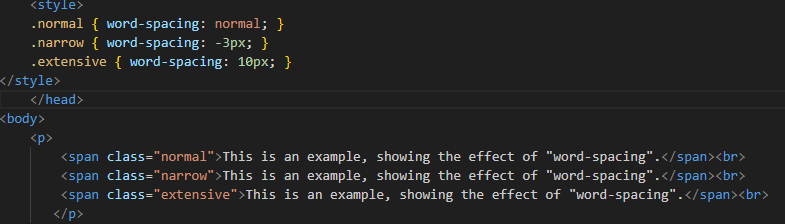 <style>
.normal { word-spacing: normal; }
.narrow { word-spacing: -3px; }
.extensive { word-spacing: 10px; }
</style>
</head>
<body>
<p>
<span class="normal">This is an example, showing the effect of "word-spacing".</span><br>
<span class="narrow">This is an example, showing the effect of "word-spacing".</span><br>
<span class="extensive">This is an example, showing the effect of "word-spacing".</span><br>
</p>